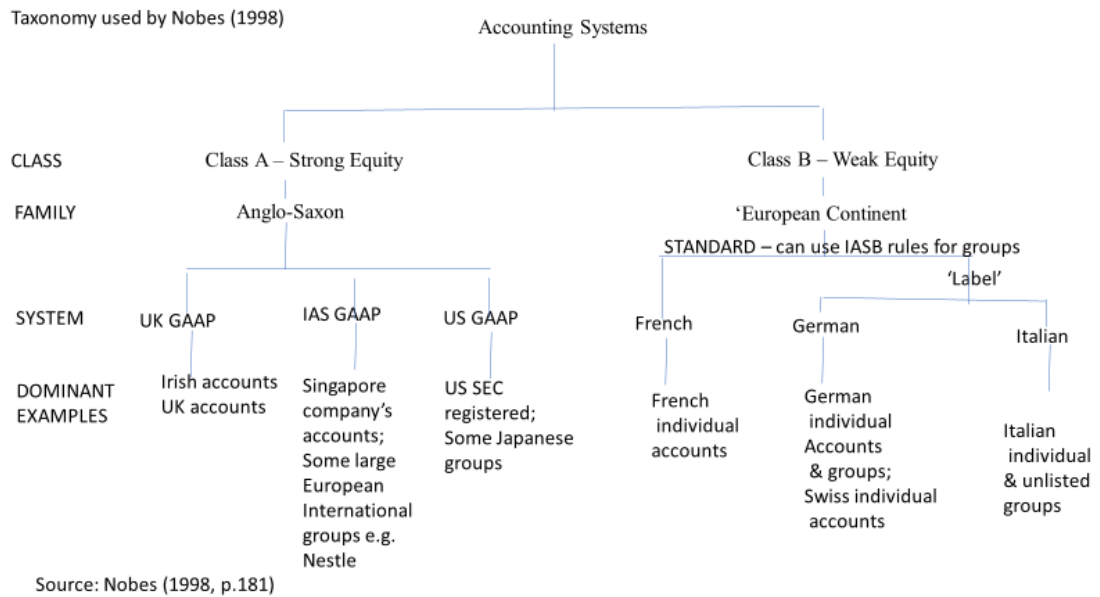 Taxonomy used by Nobes (1998)
Accounting Systems
CLASS
Class A – Strong Equity
Class B – Weak Equity
FAMILY
Anglo-Saxon
‘European Continent
STANDARD – can use IASB rules for groups
‘Label’
SYSTEM
UK GAAP
IAS GAAP
US GAAP
French
German
Italian
DOMINANT
EXAMPLES
Irish accounts
UK accounts
Singapore
company’s
accounts;
Some large
European
International
groups e.g.
Nestle
US SEC
registered;
Some Japanese
groups
French
individual
accounts
German
individual
Accounts
& groups;
Swiss individual
accounts
Italian
individual
& unlisted
groups
Source: Nobes (1998, p.181)